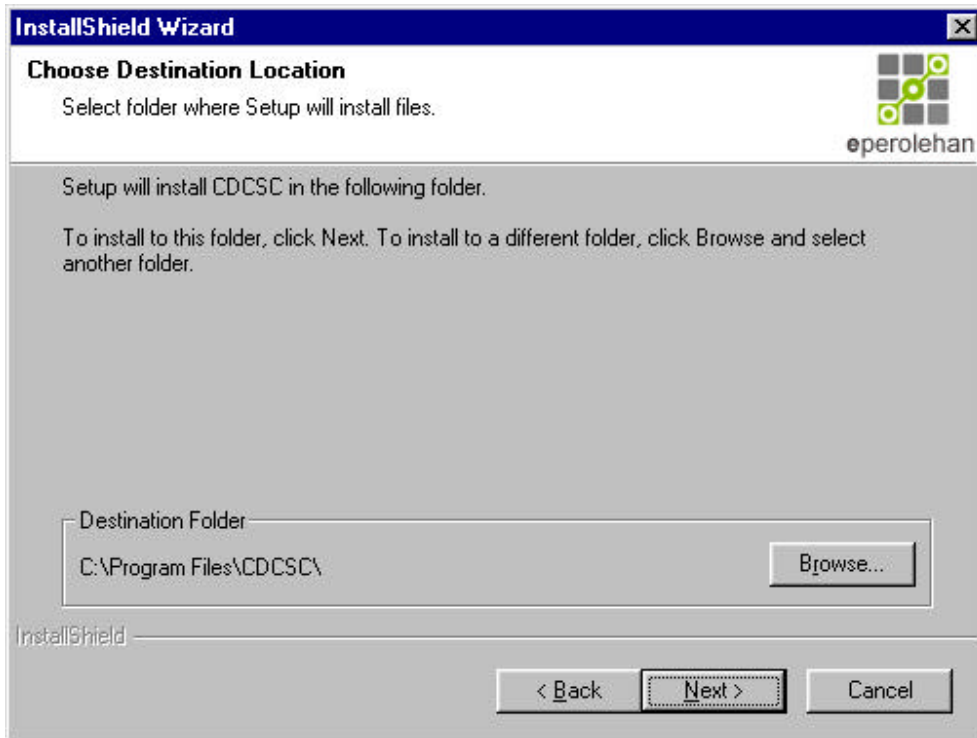 InstallShield Wizard
Choose Destination Location
Select folder where Setup will install files.
eperolehan
Setup will install CDCSC in the following folder.
To install to this folder, click Next. To install to a different folder, click Browse and select
another folder.
Destination Folder
C:\Program Files\CDCSC\
Browse...
InstallShield
< Back
Next >
Cancel